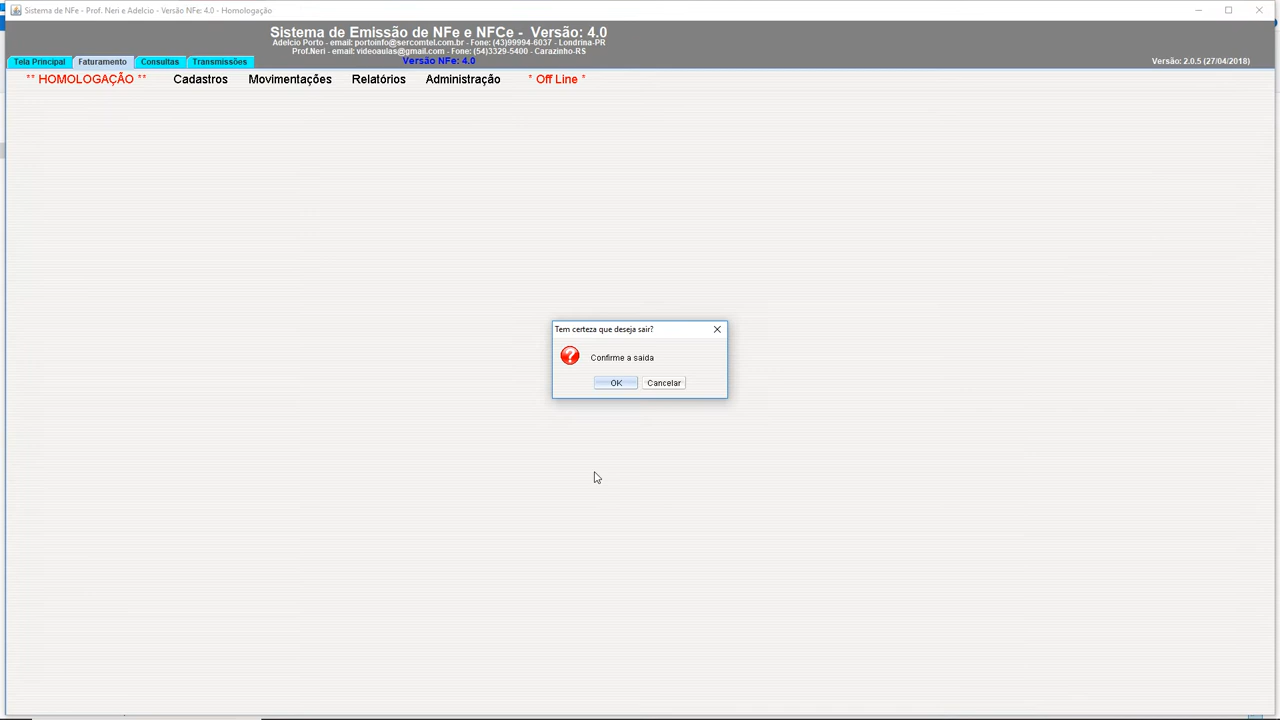 Sistema de NFe - Prof. Neri e Adelcio - Versão NFe: 4.0 - Homologação
Sistema de Emissão de NFe e NFCe - Versão: 4.0
Adelcio Porto - email: portoinfo@sercomtel.com.br - Fone: (43)99994-6037 - Londrina-PR
Prof.Neri - email: videoaulas@gmail.com - Fone: (54)3329-5400 - Carazinho-RS
Versão NFe: 4.0
Versão: 2.0.5 (27/04/2018)
Tela Principal Faturamento Consultas Transmissões
** HOMOLOGAÇÃO ** Cadastros Movimentações Relatórios Administração * Off Line *
Tem certeza que deseja sair?
Confirme a saida
OK Cancelar